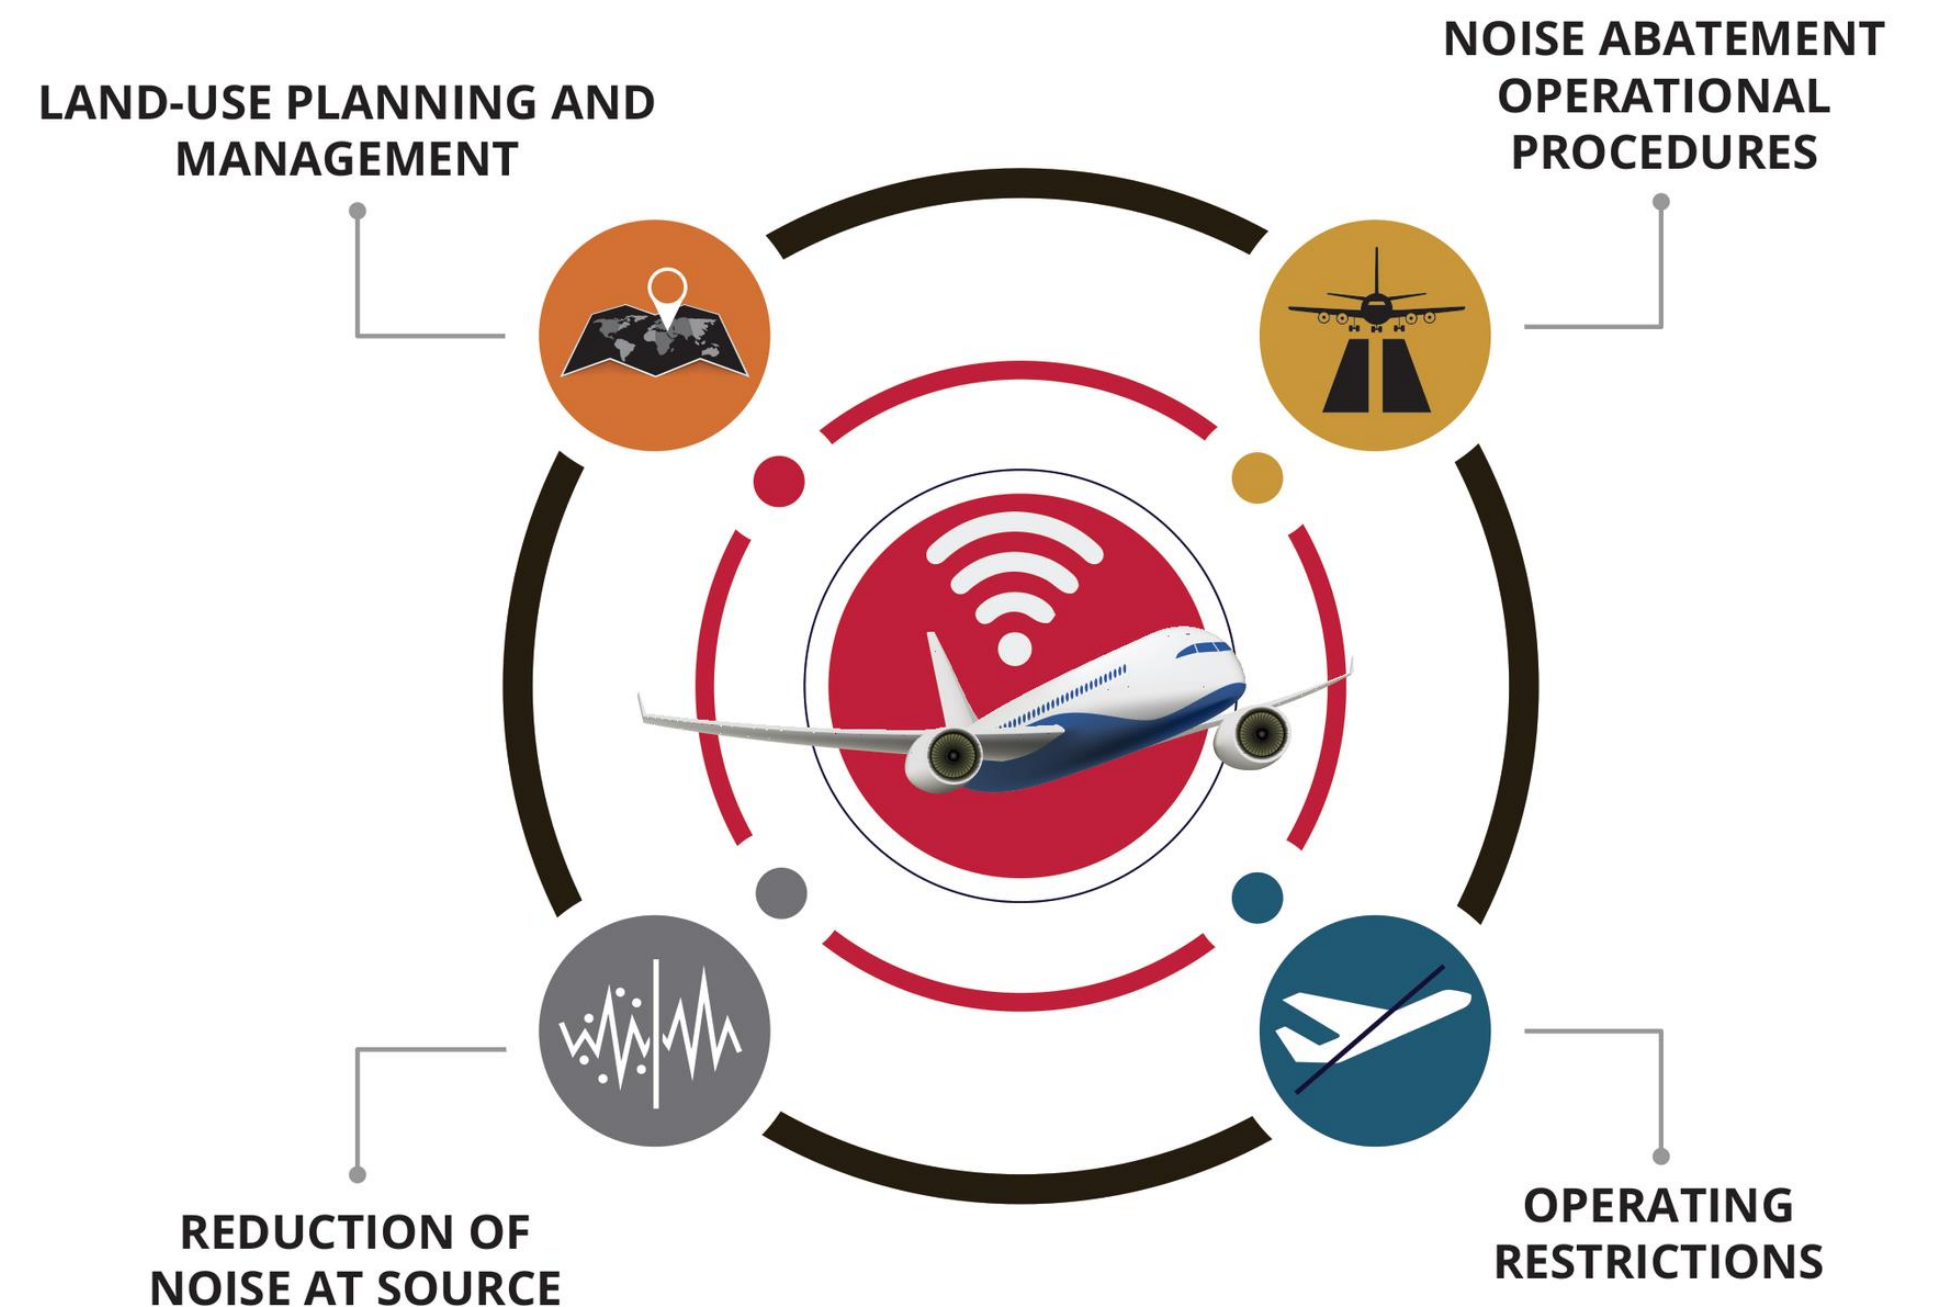 LAND-USE PLANNING AND
MANAGEMENT
NOISE ABATEMENT
OPERATIONAL
PROCEDURES
REDUCTION OF
NOISE AT SOURCE
OPERATING
RESTRICTIONS